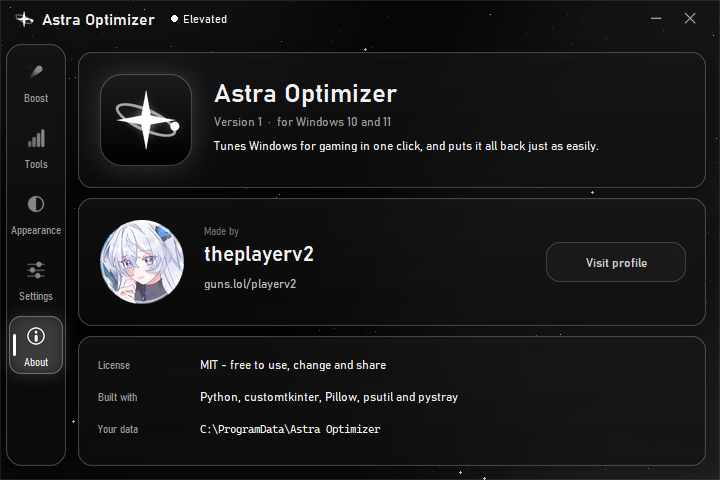 Astra Optimizer
Elevated
Boost
Tools
Appearance
Settings
About
Astra Optimizer
Version 1 · for Windows 10 and 11
Tunes Windows for gaming in one click, and puts it all back just as easily.
Made by
theplayerv2
guns.lol/playerv2
Visit profile
License MIT - free to use, change and share
Built with Python, customtkinter, Pillow, psutil and pystray
Your data C:\ProgramData\Astra Optimizer